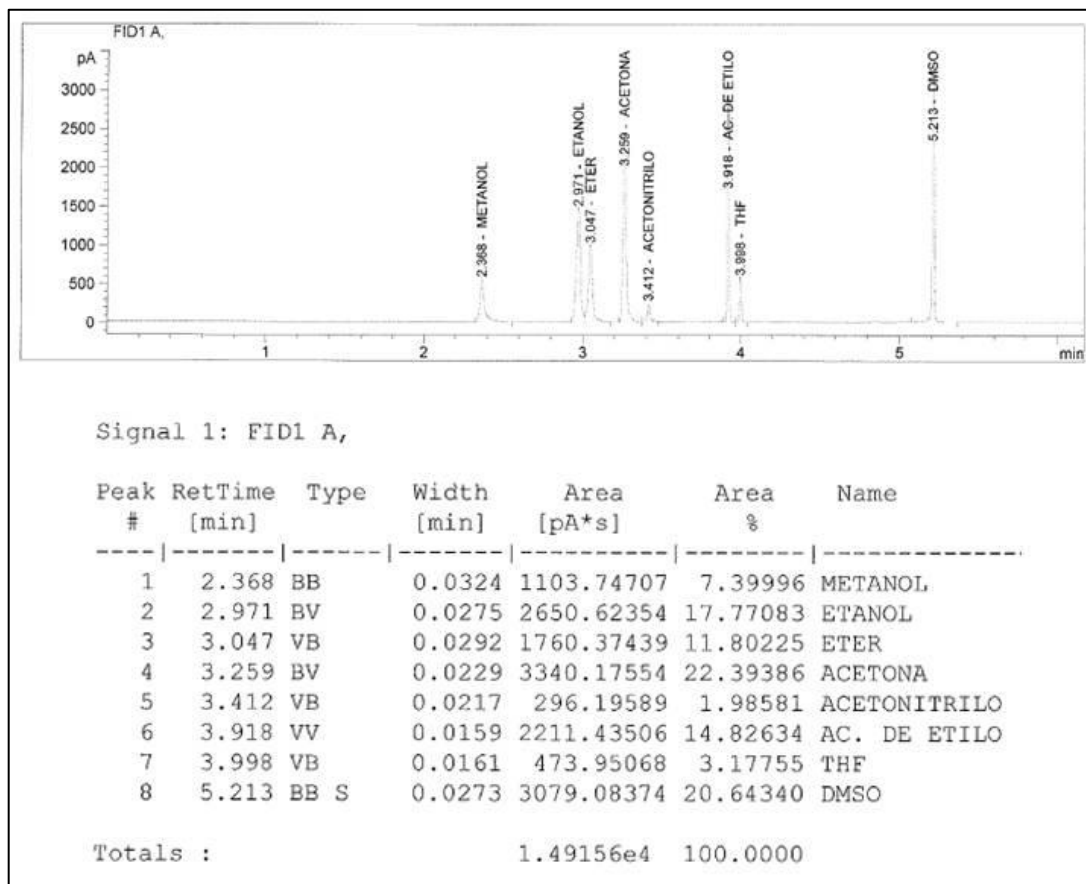 FID1 A,
pA
3000
2500
2000
1500
1000
500
0
2.368 - METANOL
2.971 - ETANOL
3.047 - ETER
3.259 - ACETONA
3.412 - ACETONITRILO
3.918 - AC. DE ETILO
3.998 - THF
5.213 - DMSO
1 2 3 4 5 min
Signal 1: FID1 A,
Peak RetTime Type Width Area Area Name
# [min] [min] [pA*s] %
----|-------|------|-------|----------|--------|-------------
1 2.368 BB 0.0324 1103.74707 7.39996 METANOL
2 2.971 BV 0.0275 2650.62354 17.77083 ETANOL
3 3.047 VB 0.0292 1760.37439 11.80225 ETER
4 3.259 BV 0.0229 3340.17554 22.39386 ACETONA
5 3.412 VB 0.0217 296.19589 1.98581 ACETONITRILO
6 3.918 VV 0.0159 2211.43506 14.82634 AC. DE ETILO
7 3.998 VB 0.0161 473.95068 3.17755 THF
8 5.213 BB S 0.0273 3079.08374 20.64340 DMSO
Totals : 1.49156e4 100.0000